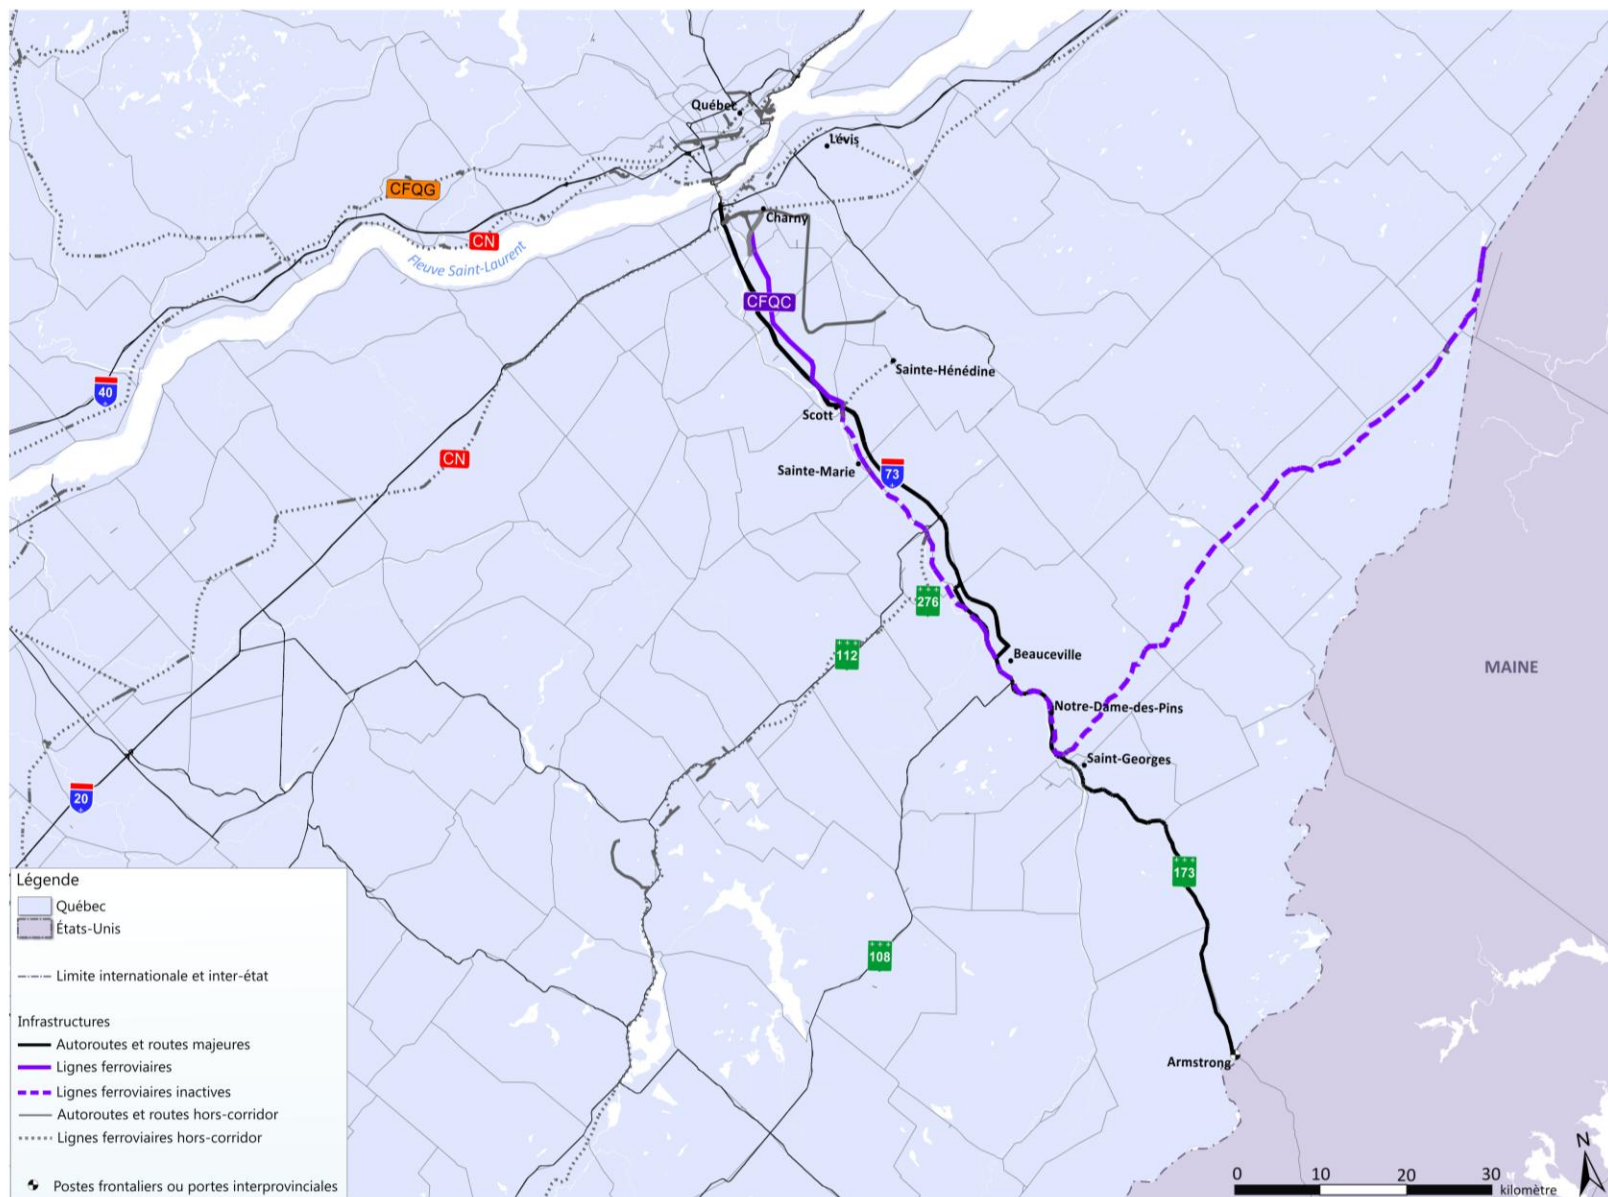 Québec
Lévis
CFQG
Charny
CN
Fleuve Saint-Laurent
CFQC
Sainte-Hénédine
40
Scott
CN
Sainte-Marie
73
276
112
Beauceville
MAINE
Notre-Dame-des-Pins
Saint-Georges
20
173
108
Armstrong
Légende
Québec
États-Unis
Limite internationale et inter-état
Infrastructures
Autoroutes et routes majeures
Lignes ferroviaires
Lignes ferroviaires inactives
Autoroutes et routes hors-corridor
Lignes ferroviaires hors-corridor
Postes frontaliers ou portes interprovinciales
N
0 10 20 30
kilomètre